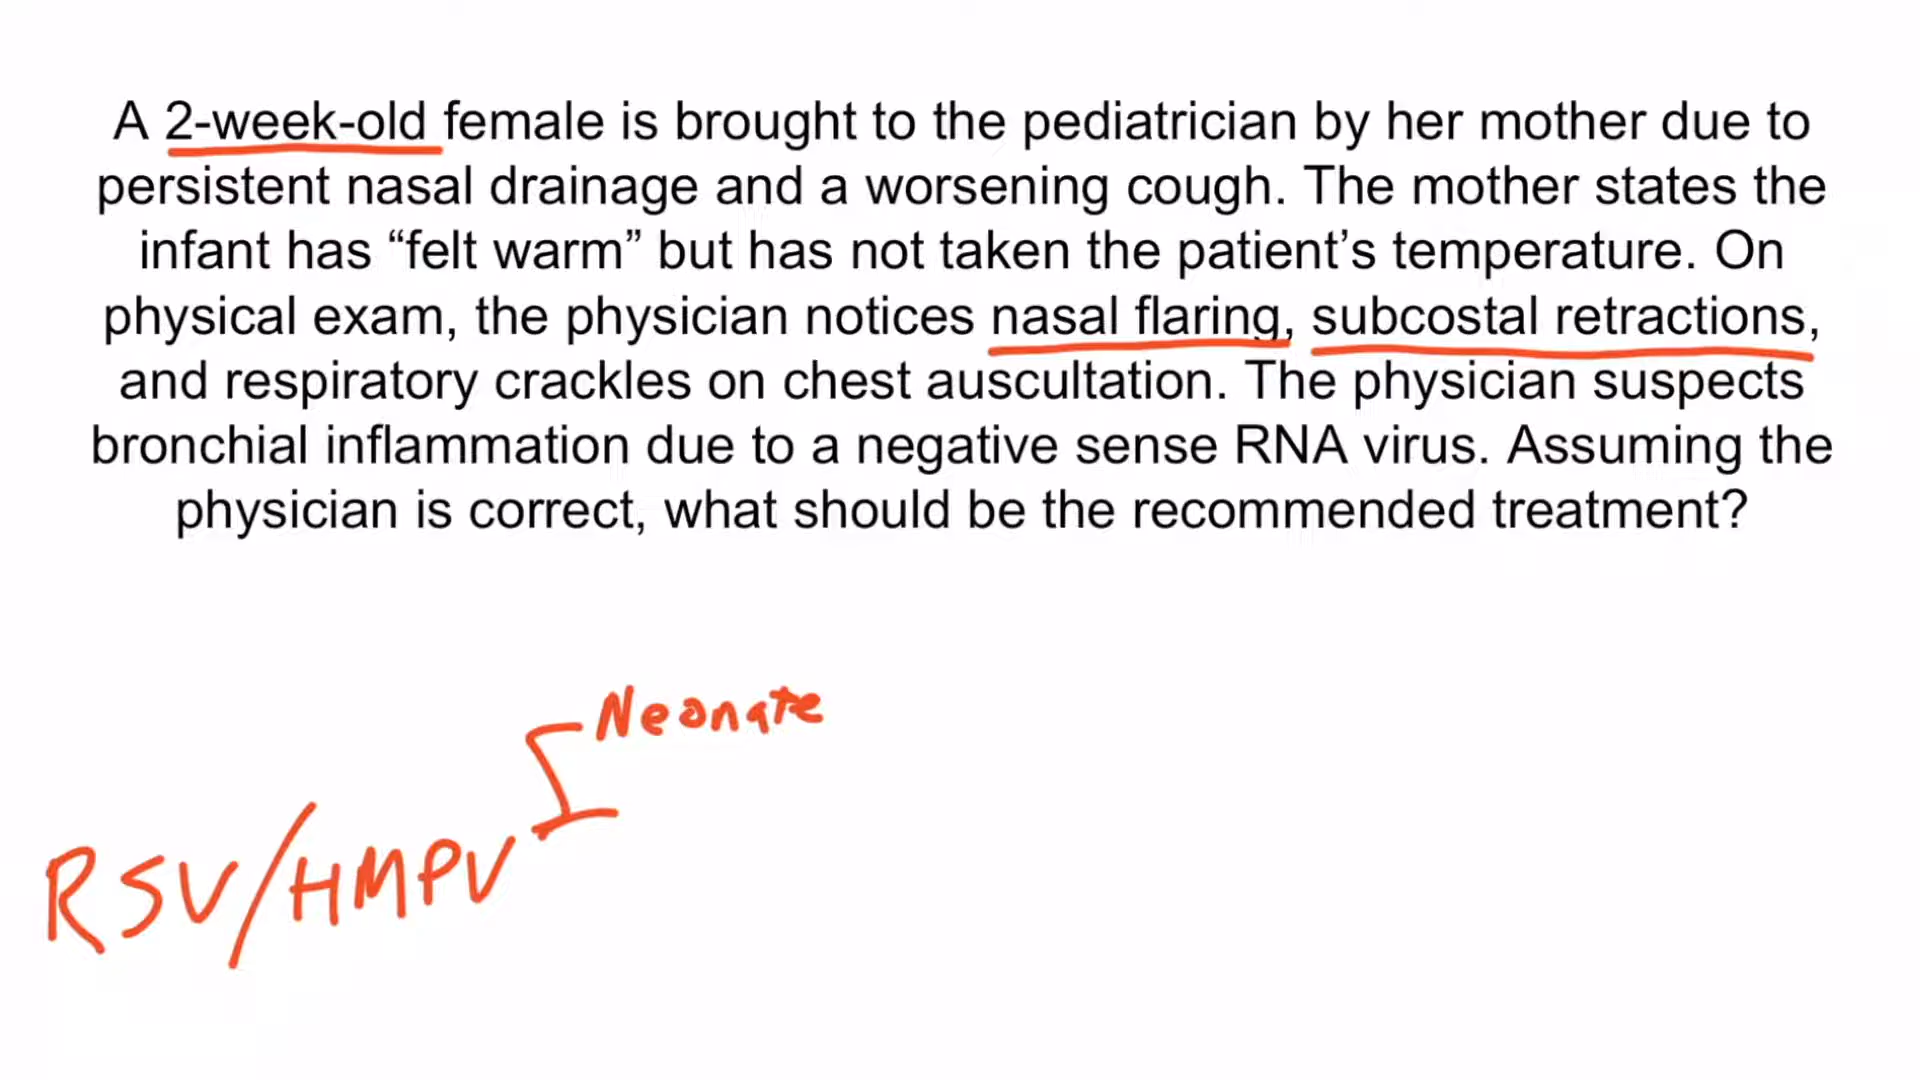 A 2-week-old female is brought to the pediatrician by her mother due to
persistent nasal drainage and a worsening cough. The mother states the
infant has “felt warm” but has not taken the patient’s temperature. On
physical exam, the physician notices nasal flaring, subcostal retractions,
and respiratory crackles on chest auscultation. The physician suspects
bronchial inflammation due to a negative sense RNA virus. Assuming the
physician is correct, what should be the recommended treatment?
Neonate
RSV/HMPV